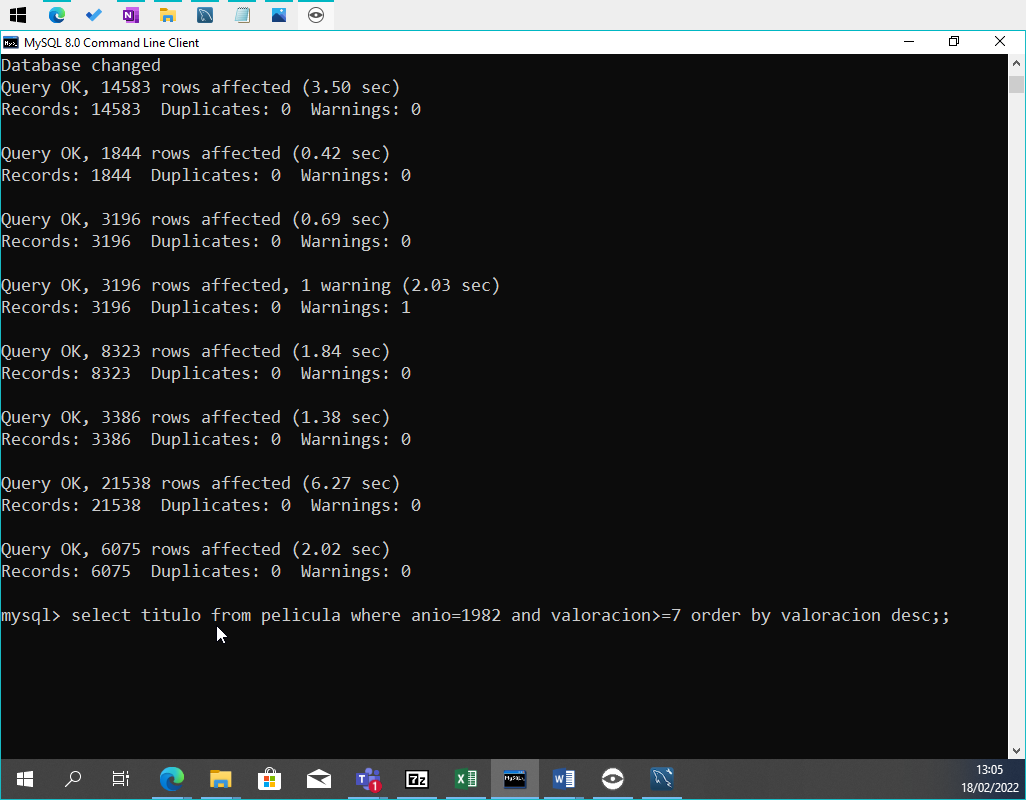 MySQL 8.0 Command Line Client
Database changed
Query OK, 14583 rows affected (3.50 sec)
Records: 14583  Duplicates: 0  Warnings: 0
Query OK, 1844 rows affected (0.42 sec)
Records: 1844  Duplicates: 0  Warnings: 0
Query OK, 3196 rows affected (0.69 sec)
Records: 3196  Duplicates: 0  Warnings: 0
Query OK, 3196 rows affected, 1 warning (2.03 sec)
Records: 3196  Duplicates: 0  Warnings: 1
Query OK, 8323 rows affected (1.84 sec)
Records: 8323  Duplicates: 0  Warnings: 0
Query OK, 3386 rows affected (1.38 sec)
Records: 3386  Duplicates: 0  Warnings: 0
Query OK, 21538 rows affected (6.27 sec)
Records: 21538  Duplicates: 0  Warnings: 0
Query OK, 6075 rows affected (2.02 sec)
Records: 6075  Duplicates: 0  Warnings: 0
mysql> select titulo from pelicula where anio=1982 and valoracion>=7 order by valoracion desc;;
13:05
18/02/2022